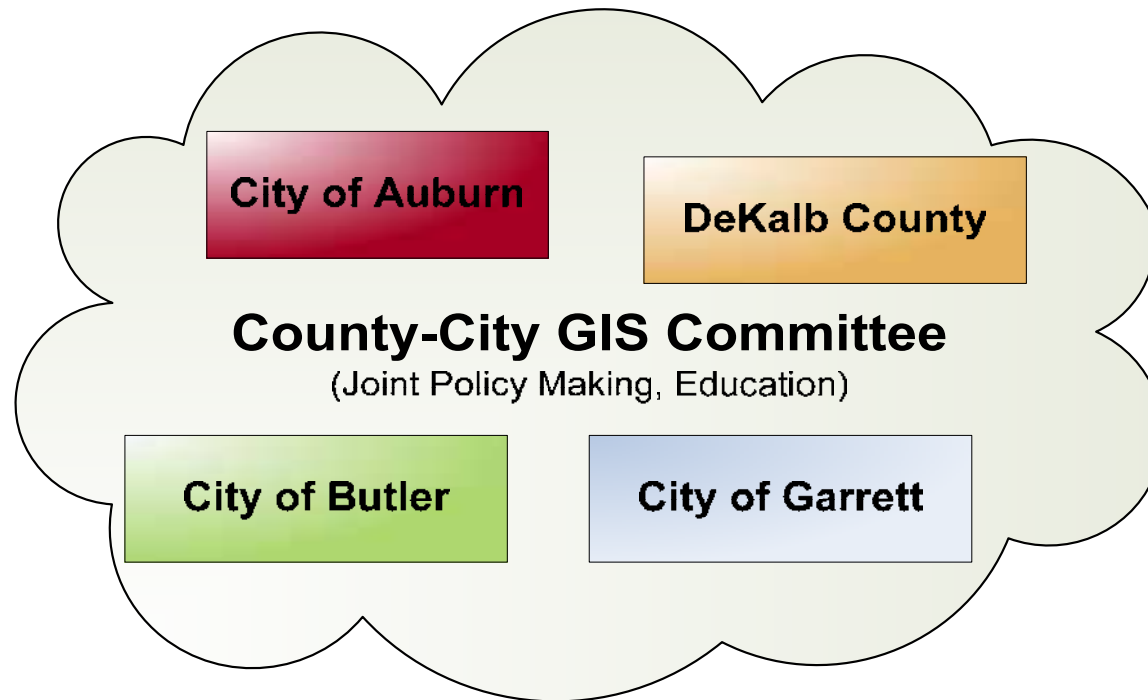 City of Auburn
DeKalb County
County-City GIS Committee
(Joint Policy Making, Education)
City of Butler
City of Garrett